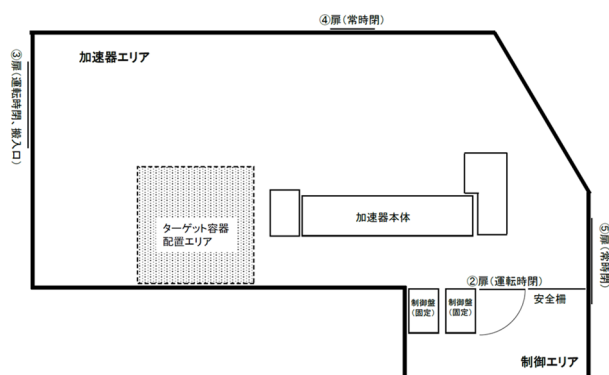 ④扉(常時閉)
加速器エリア
③扉(運転時閉、搬入口)
ターゲット容器
配置エリア
加速器本体
⑤扉(常時閉)
②扉(運転時閉)
制御盤
(固定)
制御盤
(固定)
安全柵
制御エリア